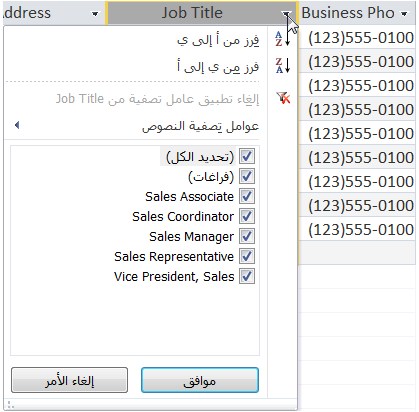 Address
Job Title
Business Pho
(123)555-0100
فرز من أ إلى ي
(123)555-0100
فرز من ي إلى أ
(123)555-0100
إلغاء تطبيق عامل تصفية من Job Title
(123)555-0100
عوامل تصفية النصوص
(123)555-0100
(تحديد الكل)
(123)555-0100
(فراغات)
(123)555-0100
Sales Associate
(123)555-0100
Sales Coordinator
(123)555-0100
Sales Manager
Sales Representative
Vice President, Sales
موافق
إلغاء الأمر